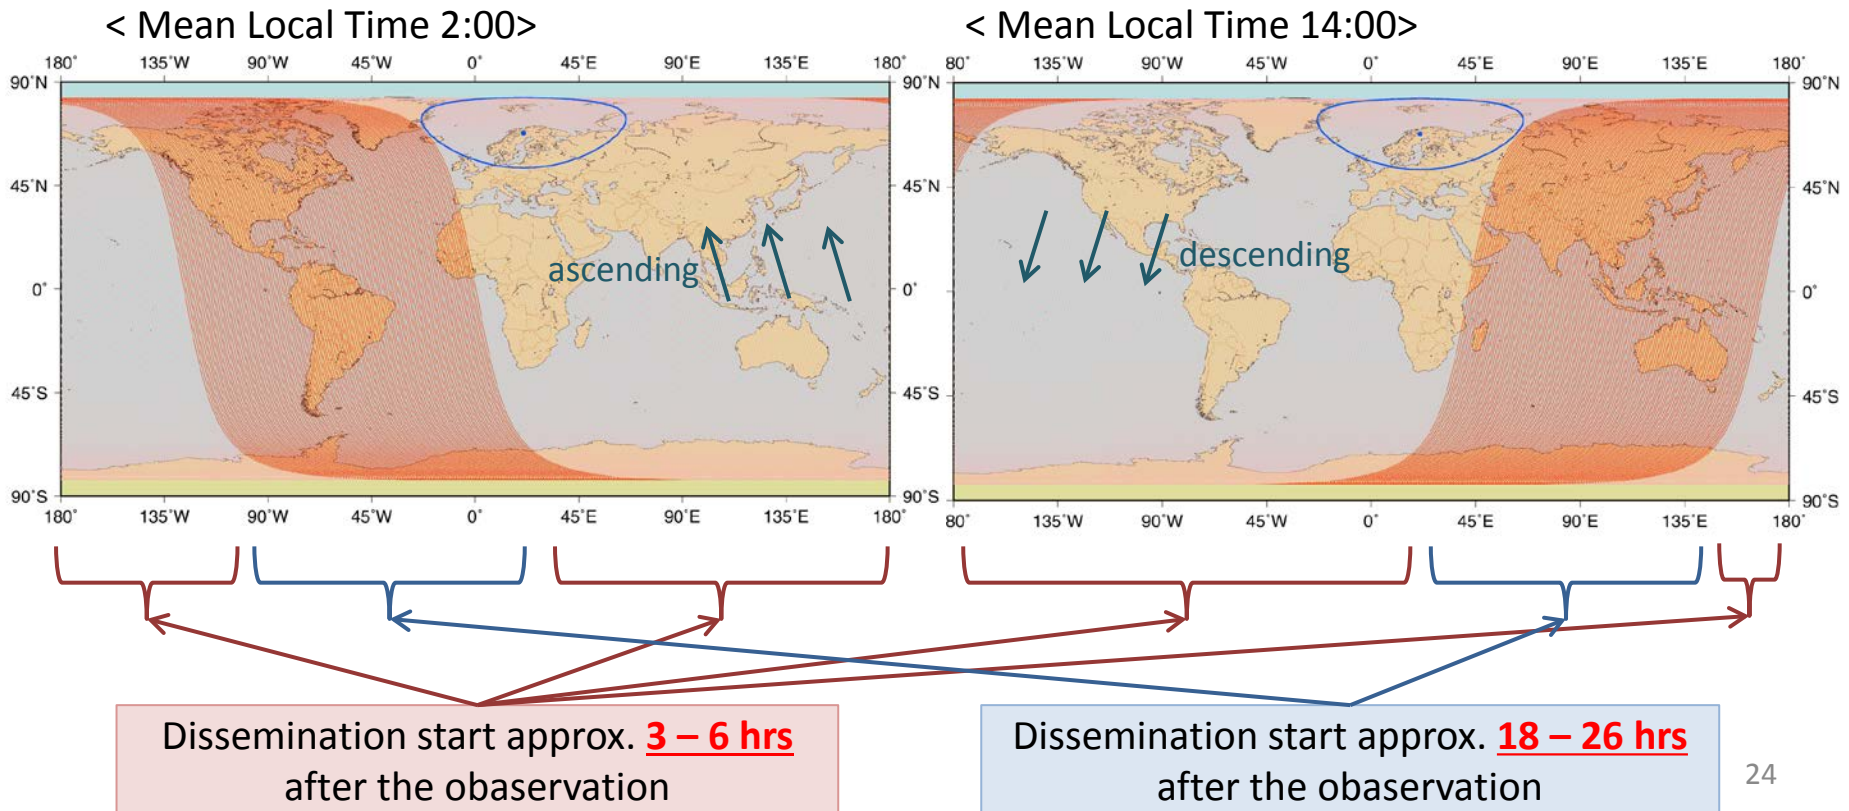 < Mean Local Time 2:00>
< Mean Local Time 14:00>
180˚ 135˚W 90˚W 45˚W 0˚ 45˚E 90˚E 135˚E 180˚
80˚ 135˚W 90˚W 45˚W 0˚ 45˚E 90˚E 135˚E 180˚
90˚N 90˚N 90˚N
45˚N 45˚N 45˚N
ascending
descending
0˚ 0˚ 0˚
45˚S 45˚S 45˚S
90˚S 90˚S 90˚S
180˚ 135˚W 90˚W 45˚W 0˚ 45˚E 90˚E 135˚E 180˚
80˚ 135˚W 90˚W 45˚W 0˚ 45˚E 90˚E 135˚E 180˚
Dissemination start approx. 3 – 6 hrs
after the obaservation
Dissemination start approx. 18 – 26 hrs
after the obaservation
24